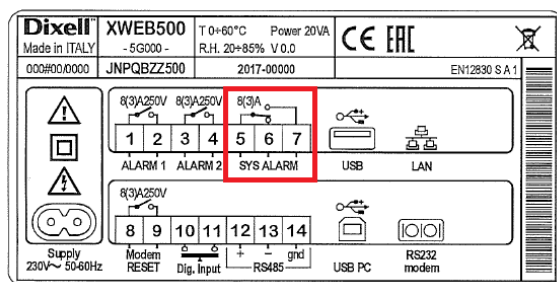 Dixell™
Made in ITALY
XWEB500
- 5G000 -
T 0÷60°C Power 20VA
R.H. 20÷85% V 0.0
CE EAC
000#00/0000
JNPQBZZ500
2017-00000
EN12830 S A 1
8(3)A250V 8(3)A250V 8(3)A
1 2 3 4 5 6 7
ALARM 1 ALARM 2 SYS ALARM
USB LAN
8(3)A250V
8 9 10 11 12 13 14
+ − gnd
Supply
230V~ 50-60Hz
Modem
RESET
Dig. Input
RS485
USB PC
RS232
modem